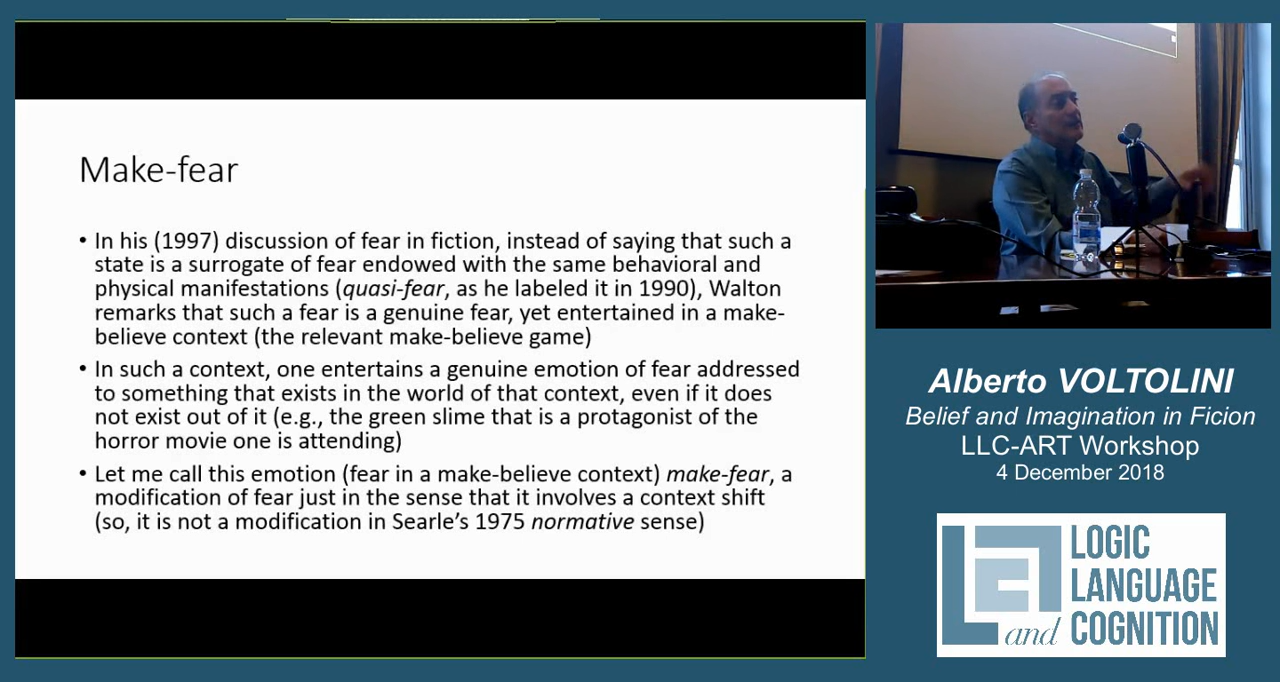 Make-fear
• In his (1997) discussion of fear in fiction, instead of saying that such a
state is a surrogate of fear endowed with the same behavioral and
physical manifestations (quasi-fear, as he labeled it in 1990), Walton
remarks that such a fear is a genuine fear, yet entertained in a make-
believe context (the relevant make-believe game)
• In such a context, one entertains a genuine emotion of fear addressed
to something that exists in the world of that context, even if it does
not exist out of it (e.g., the green slime that is a protagonist of the
horror movie one is attending)
• Let me call this emotion (fear in a make-believe context) make-fear, a
modification of fear just in the sense that it involves a context shift
(so, it is not a modification in Searle's 1975 normative sense)
Alberto VOLTOLINI
Belief and Imagination in Ficion
LLC-ART Workshop
4 December 2018
LOGIC
LANGUAGE
and COGNITION